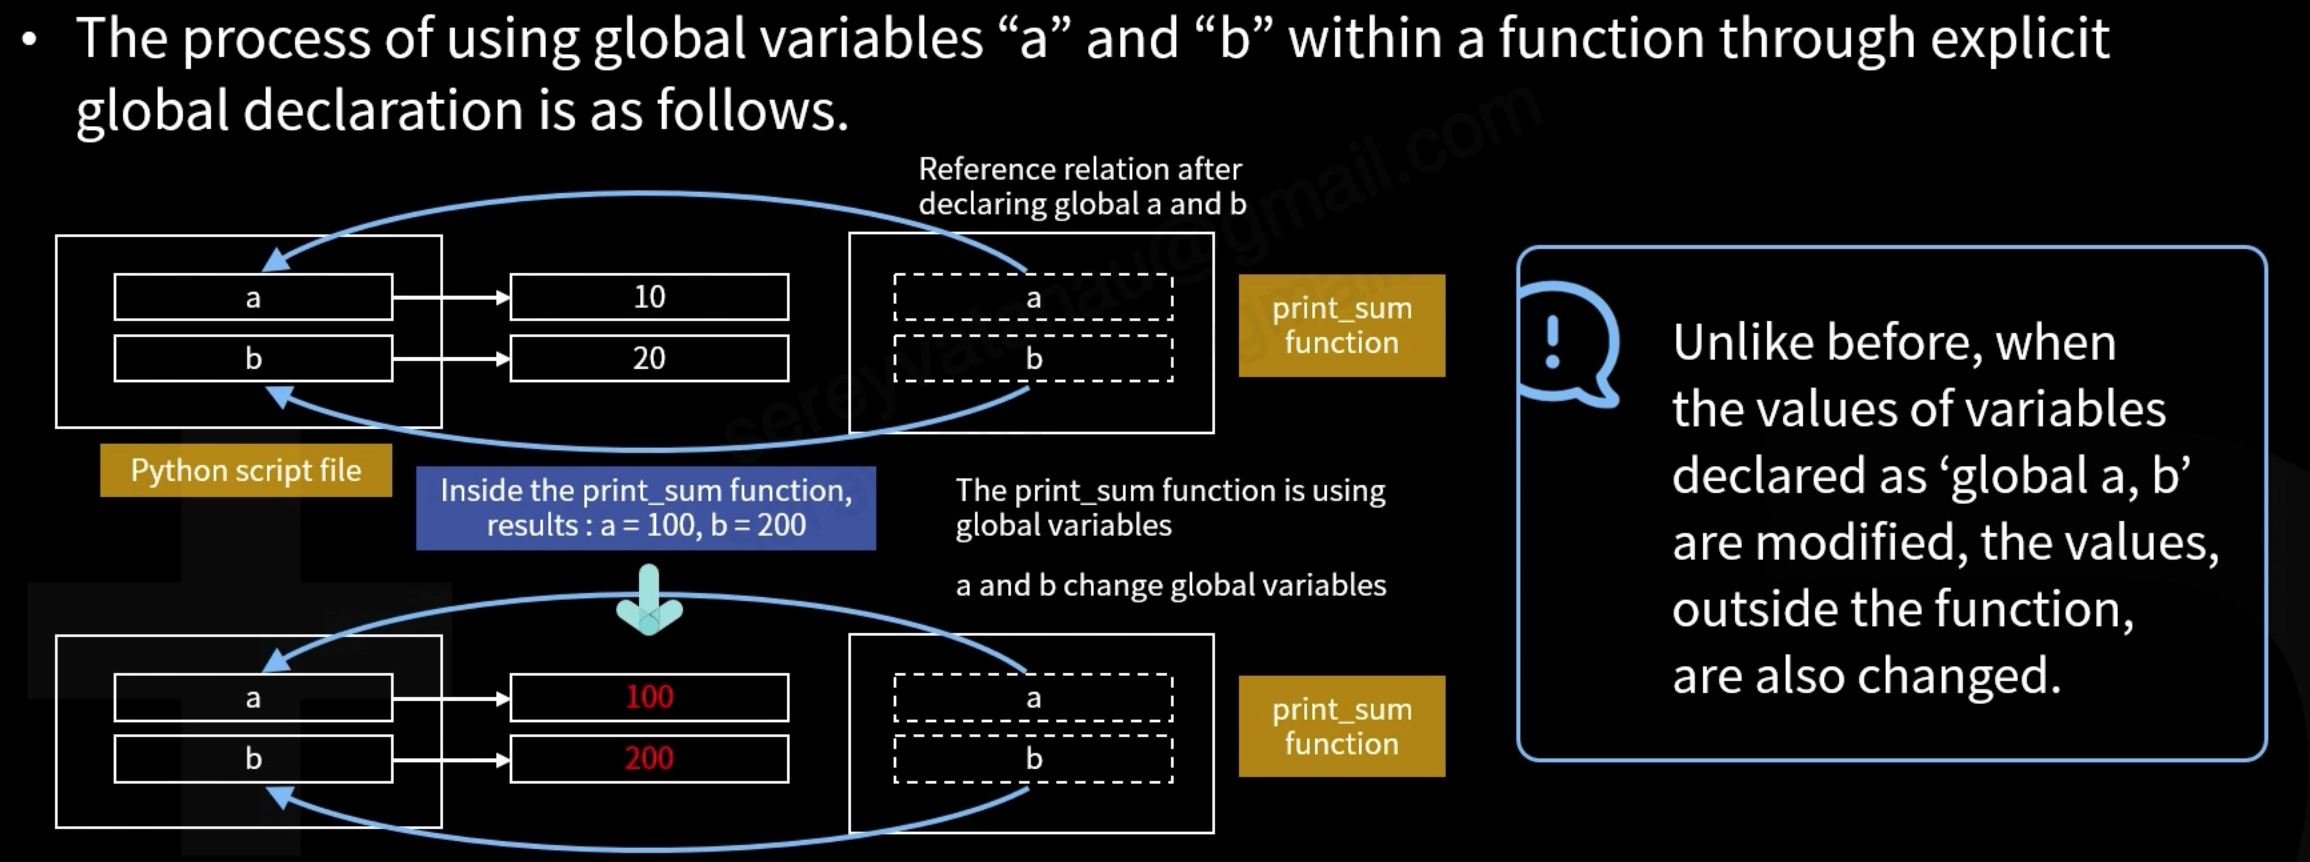 • The process of using global variables “a” and “b” within a function through explicit
global declaration is as follows.
Reference relation after
declaring global a and b
a
10
a
b
20
b
print_sum
function
Python script file
Inside the print_sum function,
results : a = 100, b = 200
The print_sum function is using
global variables
a and b change global variables
a
100
a
b
200
b
print_sum
function
Unlike before, when
the values of variables
declared as ‘global a, b’
are modified, the values,
outside the function,
are also changed.